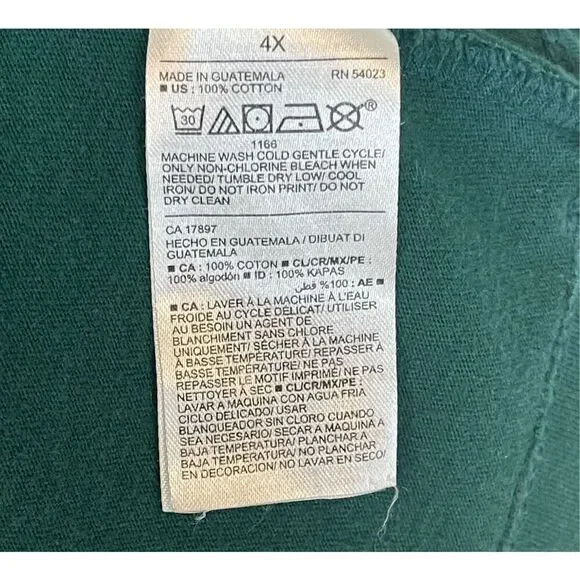 4X
MADE IN GUATEMALA RN 54023
■ US : 100% COTTON
30 ®
1166
MACHINE WASH COLD GENTLE CYCLE/
ONLY NON-CHLORINE BLEACH WHEN
NEEDED/ TUMBLE DRY LOW/ COOL
IRON/ DO NOT IRON PRINT/ DO NOT
DRY CLEAN
CA 17897
HECHO EN GUATEMALA / DIBUAT DI
GUATEMALA
■ CA : 100% COTON ■ CL/CR/MX/PE :
100% algodón ■ ID : 100% KAPAS
■ AE : 100% قطن
■ CA : LAVER À LA MACHINE À L'EAU
FROIDE AU CYCLE DÉLICAT/ UTILISER
AU BESOIN UN AGENT DE
BLANCHIMENT SANS CHLORE
UNIQUEMENT/ SÉCHER À LA MACHINE
À BASSE TEMPÉRATURE/ REPASSER À
BASSE TEMPÉRATURE/ NE PAS
REPASSER LE MOTIF IMPRIMÉ/ NE PAS
NETTOYER À SEC ■ CL/CR/MX/PE :
LAVAR A MAQUINA CON AGUA FRIA
CICLO DELICADO/ USAR
BLANQUEADOR SIN CLORO CUANDO
SEA NECESARIO/ SECAR A MAQUINA A
BAJA TEMPERATURA/ PLANCHAR A
BAJA TEMPERATURA/ NO PLANCHAR
EN DECORACION/ NO LAVAR EN SECO/